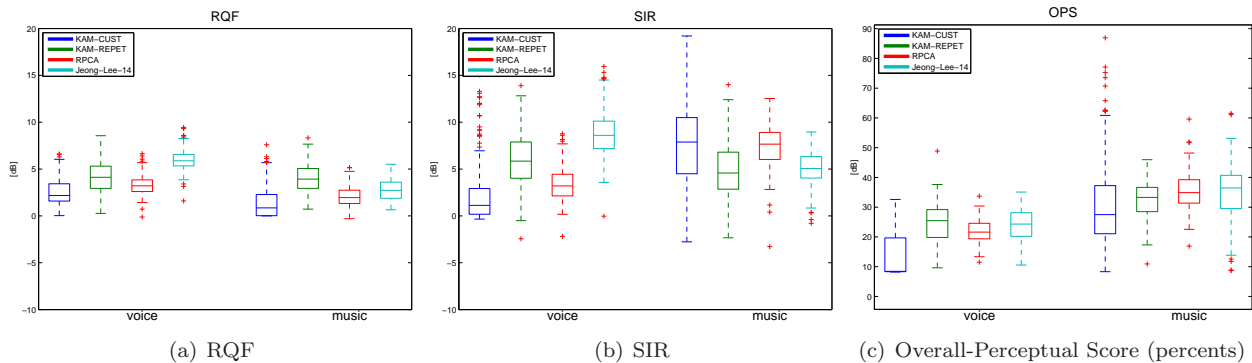 RQF
20
15
10
5
0
−5
−10
[dB]
KAM−CUST
KAM−REPET
RPCA
Jeong−Lee−14
voice
music
(a) RQF
SIR
20
15
10
5
0
−5
−10
[dB]
KAM−CUST
KAM−REPET
RPCA
Jeong−Lee−14
voice
music
(b) SIR
OPS
90
80
70
60
50
40
30
20
10
0
[dB]
KAM−CUST
KAM−REPET
RPCA
Jeong−Lee−14
voice
music
(c) Overall-Perceptual Score (percents)